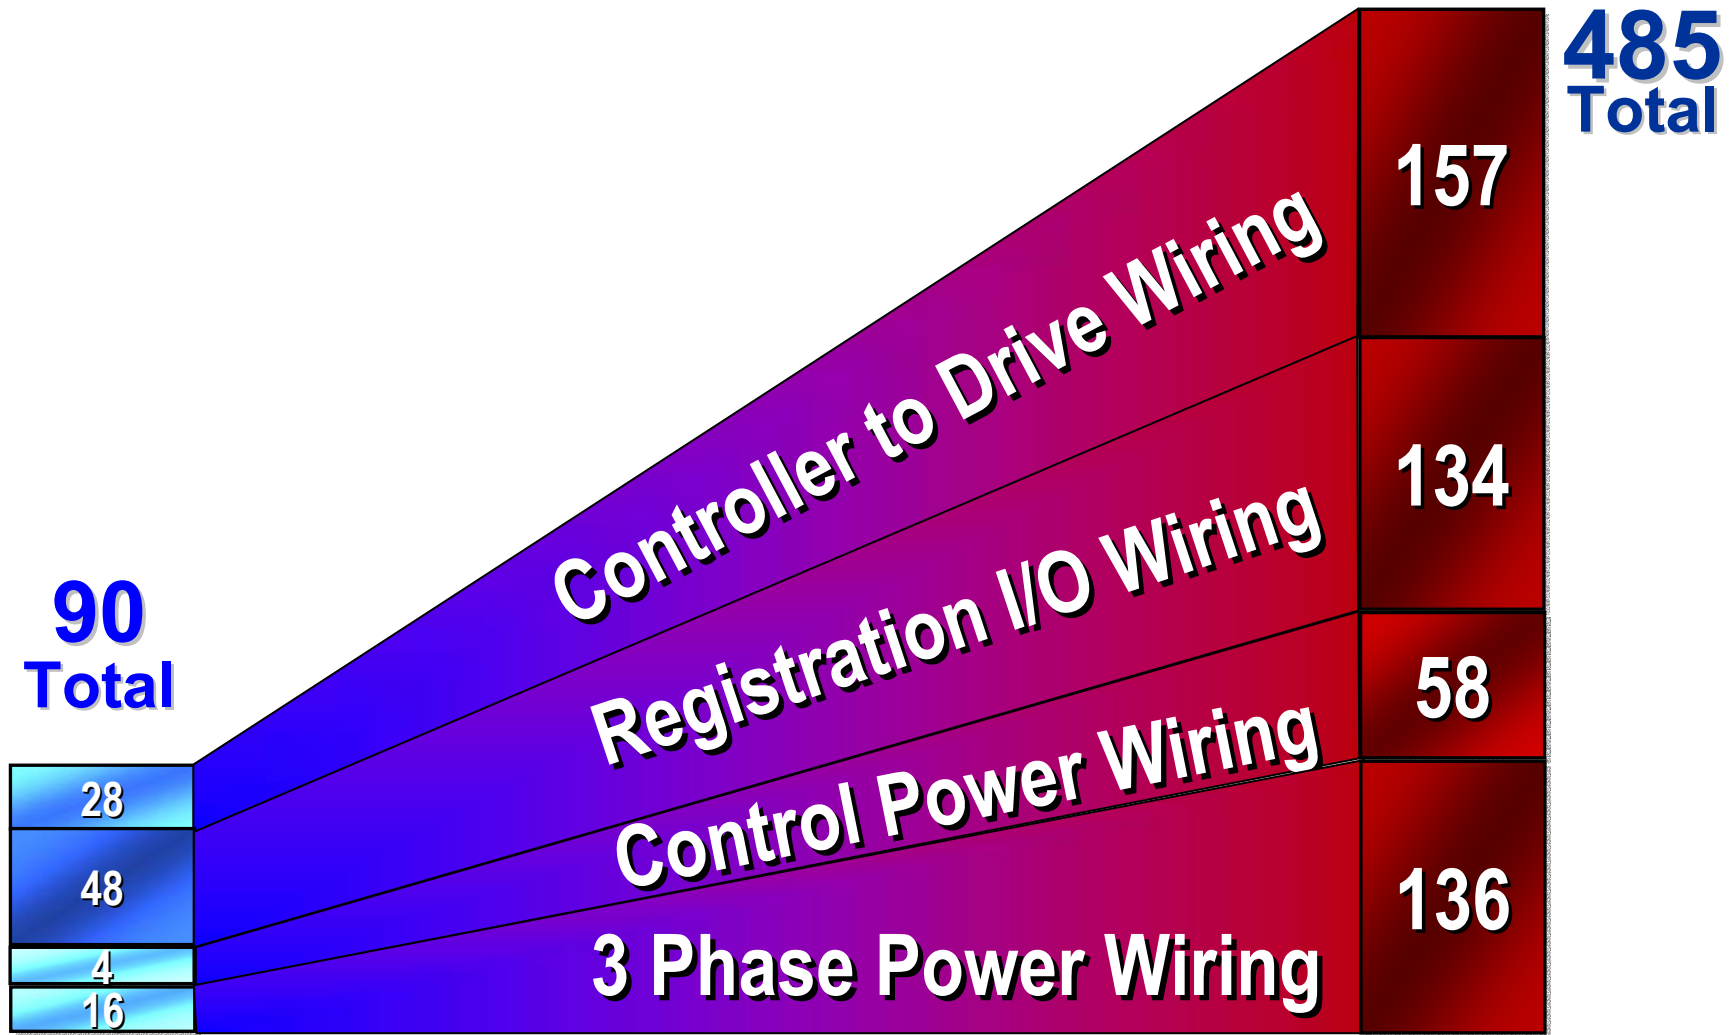 485
Total
157
Controller to Drive Wiring
134
Registration I/O Wiring
90
Total
58
Control Power Wiring
28
48
136
3 Phase Power Wiring
4
16